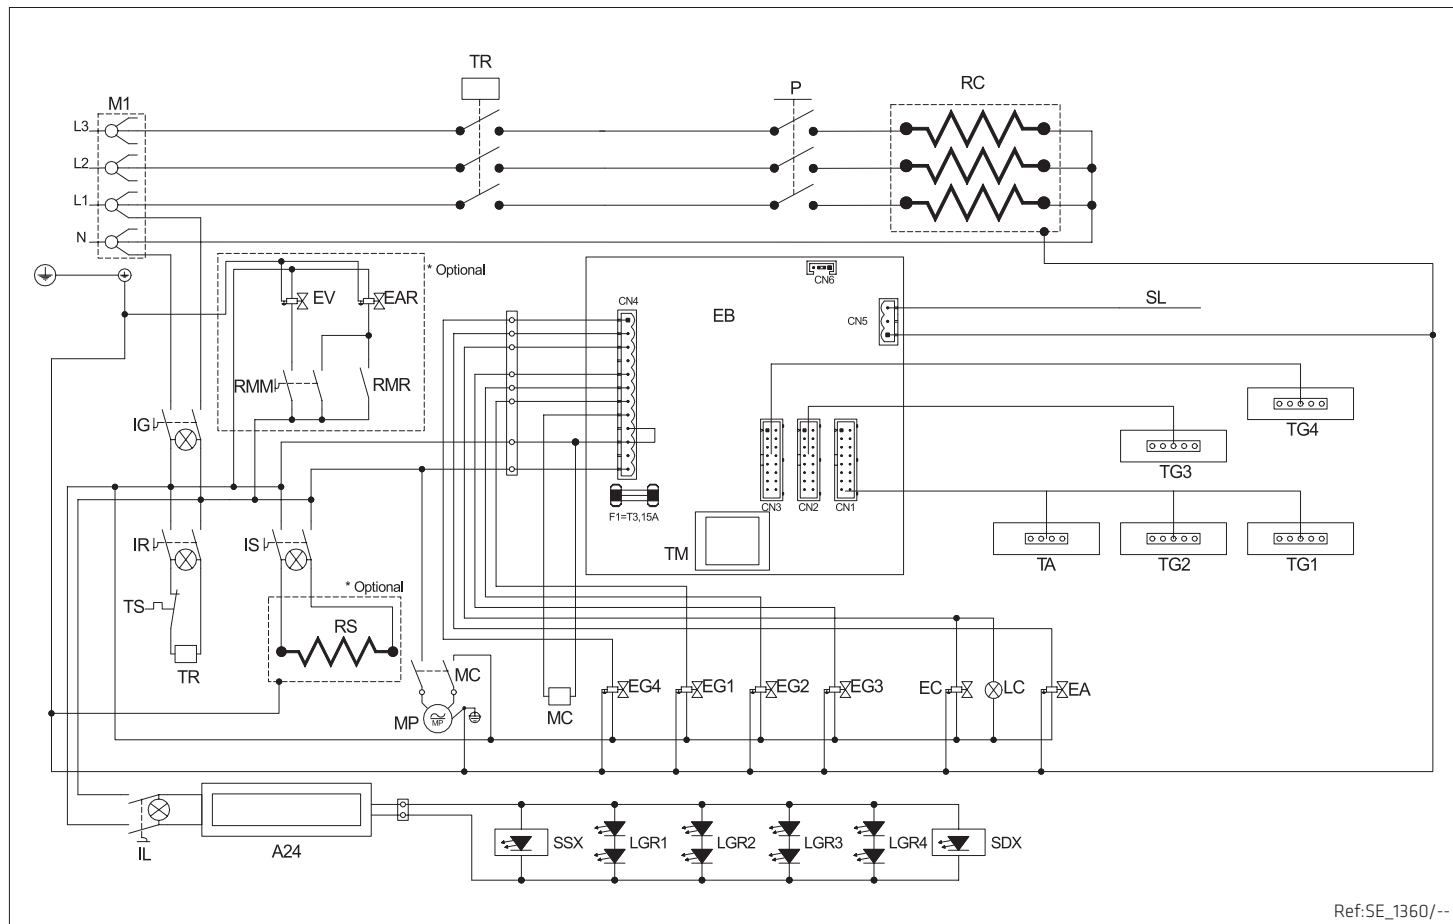 TR
P
RC
M1
L3
L2
L1
N
* Optional
EV
EAR
RMM
RMR
CN4
EB
CN6
CN5
SL
IG
TG4
TG3
CN3
CN2
CN1
F1=T3,15A
TM
TA
TG2
TG1
IR
IS
TS
* Optional
RS
TR
MC
MP
MP
MC
EG4
EG1
EG2
EG3
EC
LC
EA
IL
A24
SSX
LGR1
LGR2
LGR3
LGR4
SDX
Ref:SE_1360/--